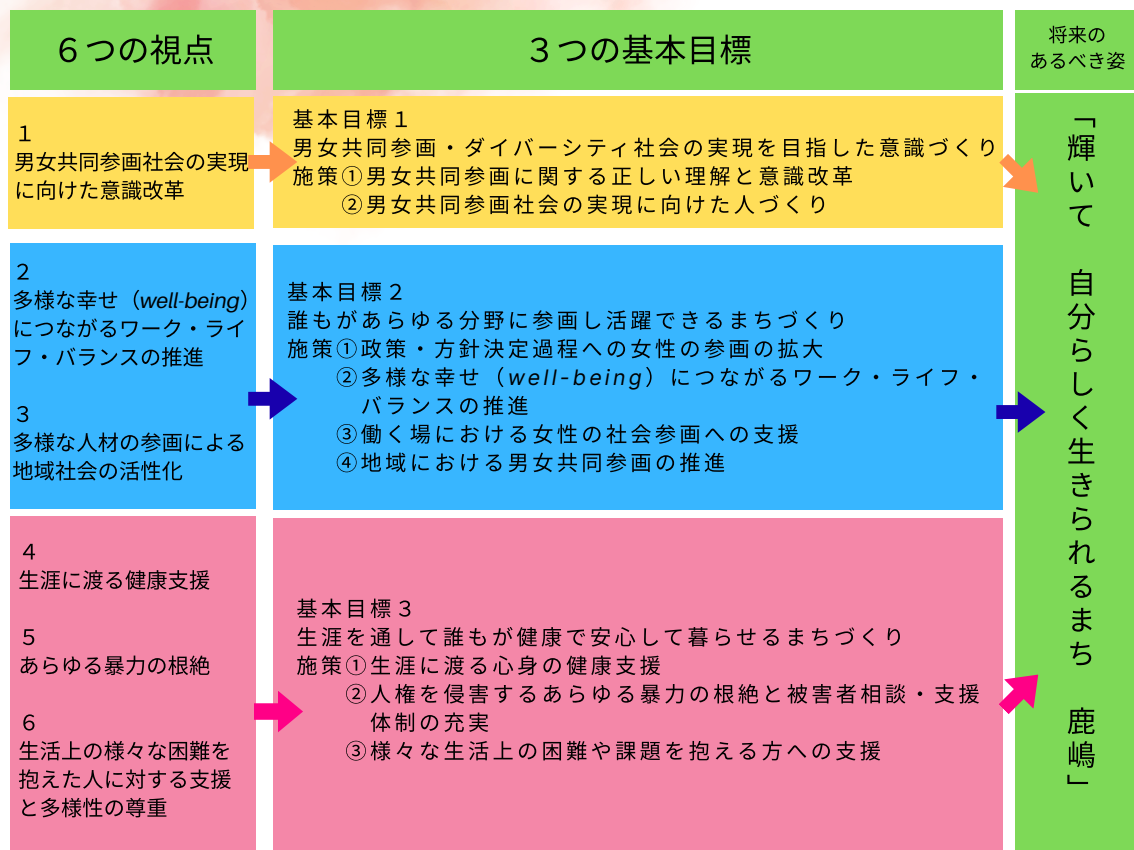 ６つの視点
３つの基本目標
将来の
あるべき姿
１
男女共同参画社会の実現
に向けた意識改革
基本目標１
男女共同参画・ダイバーシティ社会の実現を目指した意識づくり
施策①男女共同参画に関する正しい理解と意識改革
②男女共同参画社会の実現に向けた人づくり
２
多様な幸せ（well-being）
につながるワーク・ライ
フ・バランスの推進
３
多様な人材の参画による
地域社会の活性化
基本目標２
誰もがあらゆる分野に参画し活躍できるまちづくり
施策①政策・方針決定過程への女性の参画の拡大
②多様な幸せ（well-being）につながるワーク・ライフ・
バランスの推進
③働く場における女性の社会参画への支援
④地域における男女共同参画の推進
４
生涯に渡る健康支援
５
あらゆる暴力の根絶
６
生活上の様々な困難を
抱えた人に対する支援
と多様性の尊重
基本目標３
生涯を通して誰もが健康で安心して暮らせるまちづくり
施策①生涯に渡る心身の健康支援
②人権を侵害するあらゆる暴力の根絶と被害者相談・支援
体制の充実
③様々な生活上の困難や課題を抱える方への支援
「輝いて　自分らしく生きられるまち　鹿嶋」